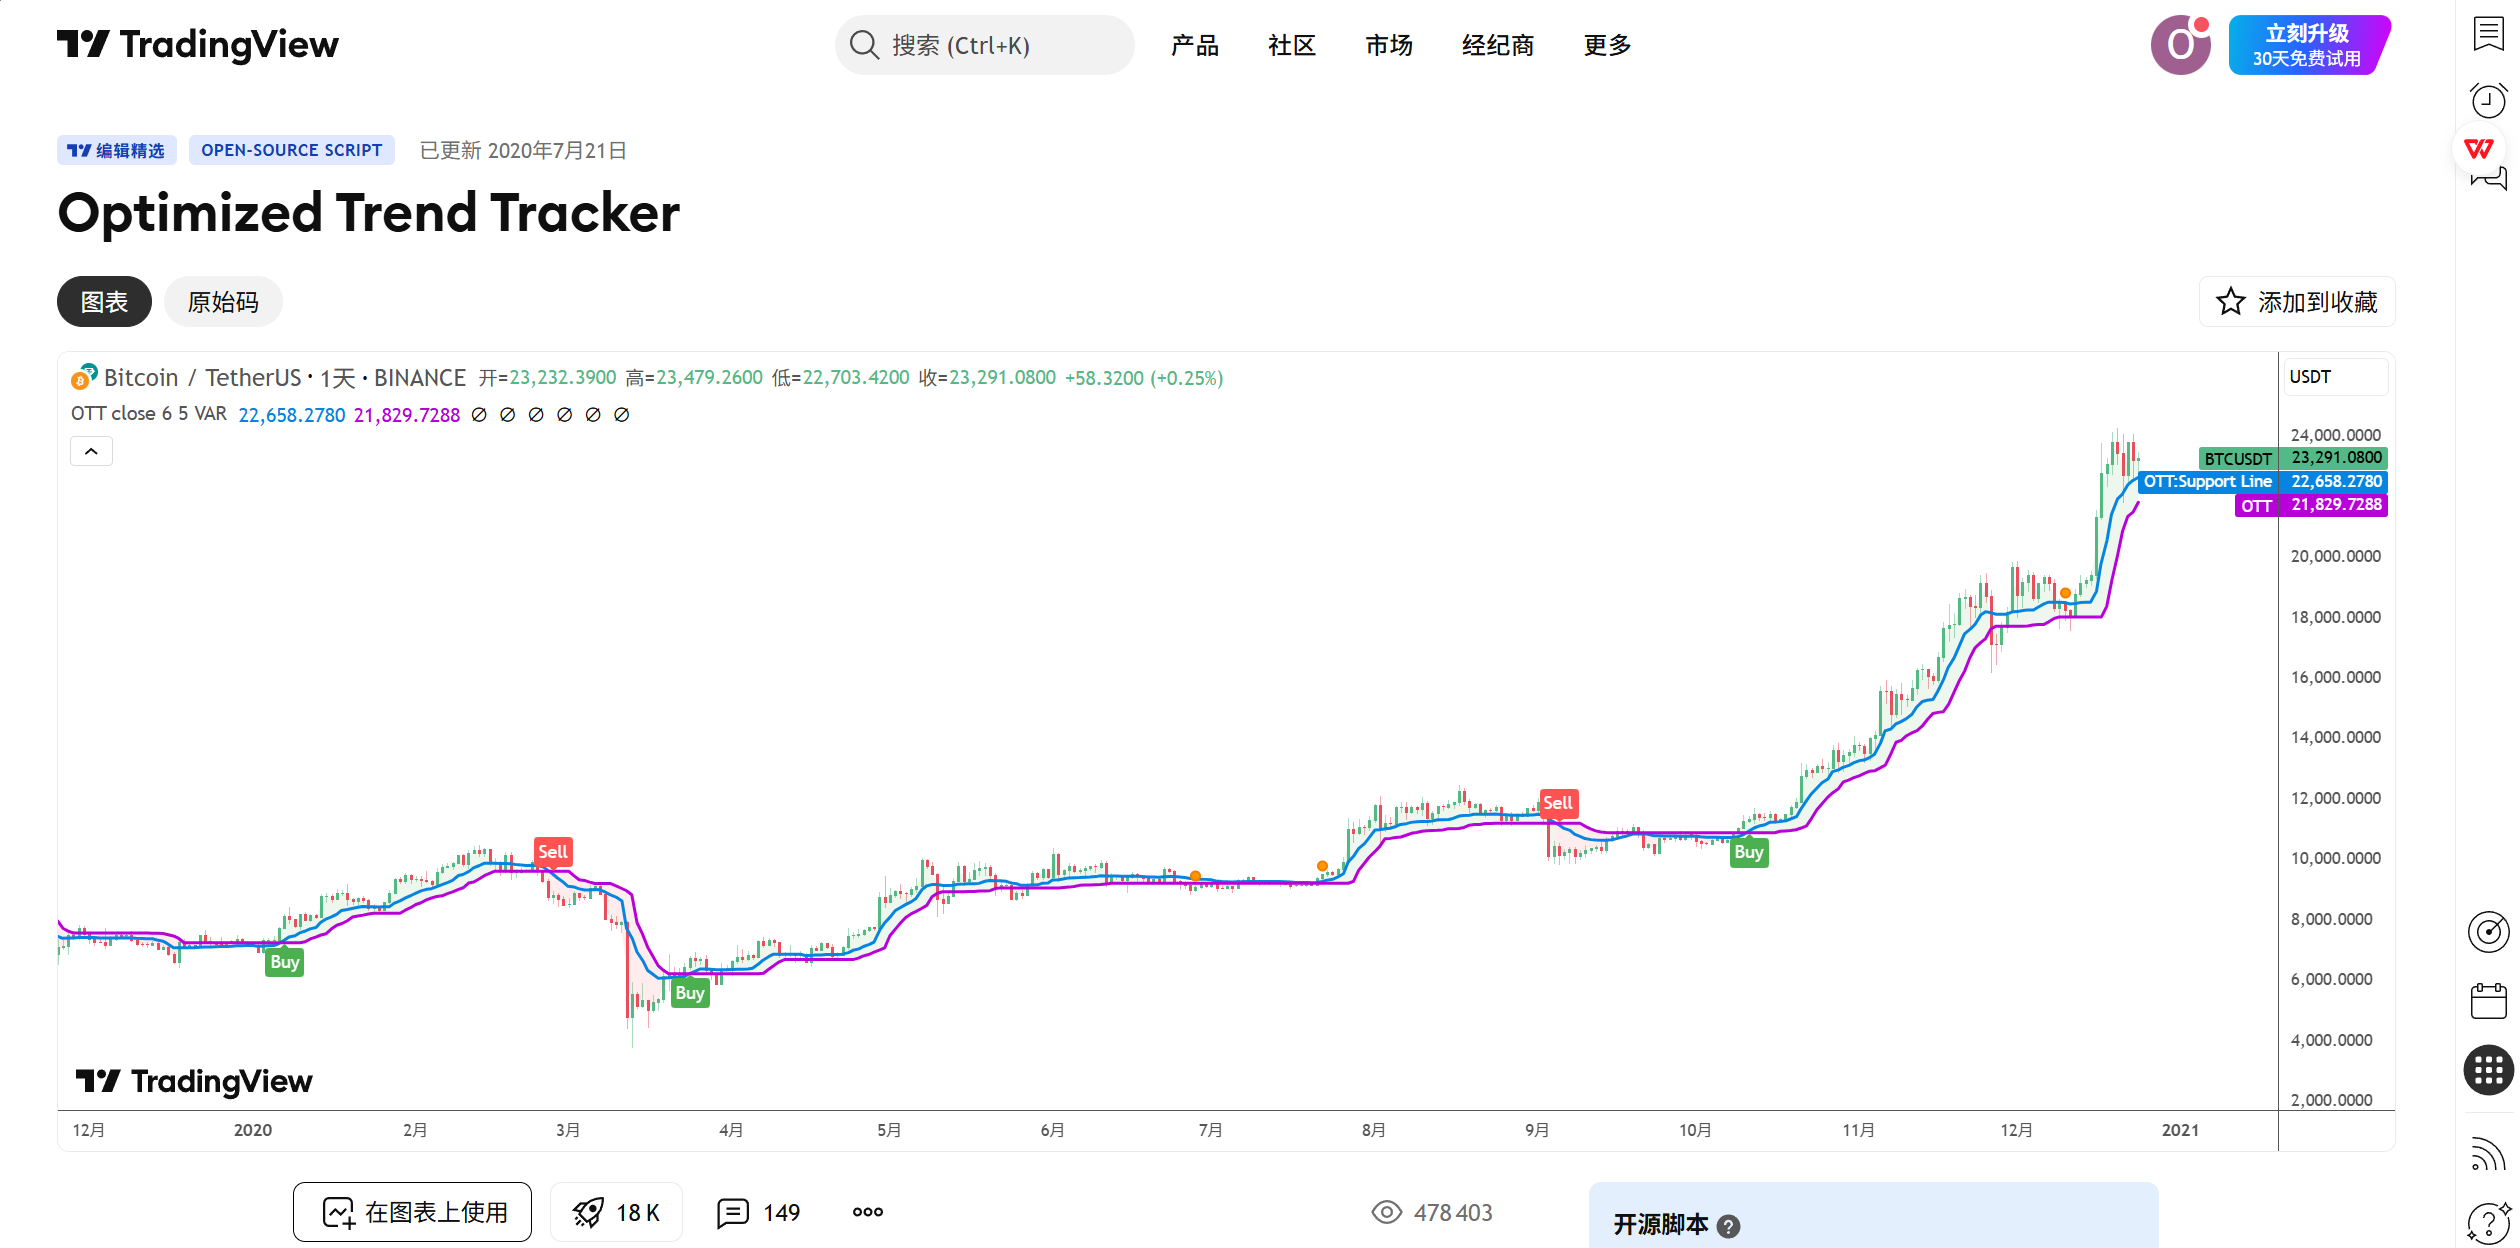 TradingView
搜索 (Ctrl+K)
产品 社区 市场 经纪商 更多
O
立刻升级
30天免费试用
编辑精选 OPEN-SOURCE SCRIPT 已更新 2020年7月21日
Optimized Trend Tracker
图表 原始码
添加到收藏
Bitcoin / TetherUS · 1天 · BINANCE 开=23,232.3900 高=23,479.2600 低=22,703.4200 收=23,291.0800 +58.3200 (+0.25%)
USDT
OTT close 6 5 VAR 22,658.2780 21,829.7288 ∅ ∅ ∅ ∅ ∅ ∅
24,000.0000
BTCUSDT 23,291.0800
OTT:Support Line 22,658.2780
OTT 21,829.7288
20,000.0000
18,000.0000
16,000.0000
14,000.0000
12,000.0000
10,000.0000
8,000.0000
6,000.0000
4,000.0000
2,000.0000
Buy
Sell
Buy
Sell
Buy
TradingView
12月 2020 2月 3月 4月 5月 6月 7月 8月 9月 10月 11月 12月 2021
在图表上使用 18 K 149
478 403
开源脚本 ?